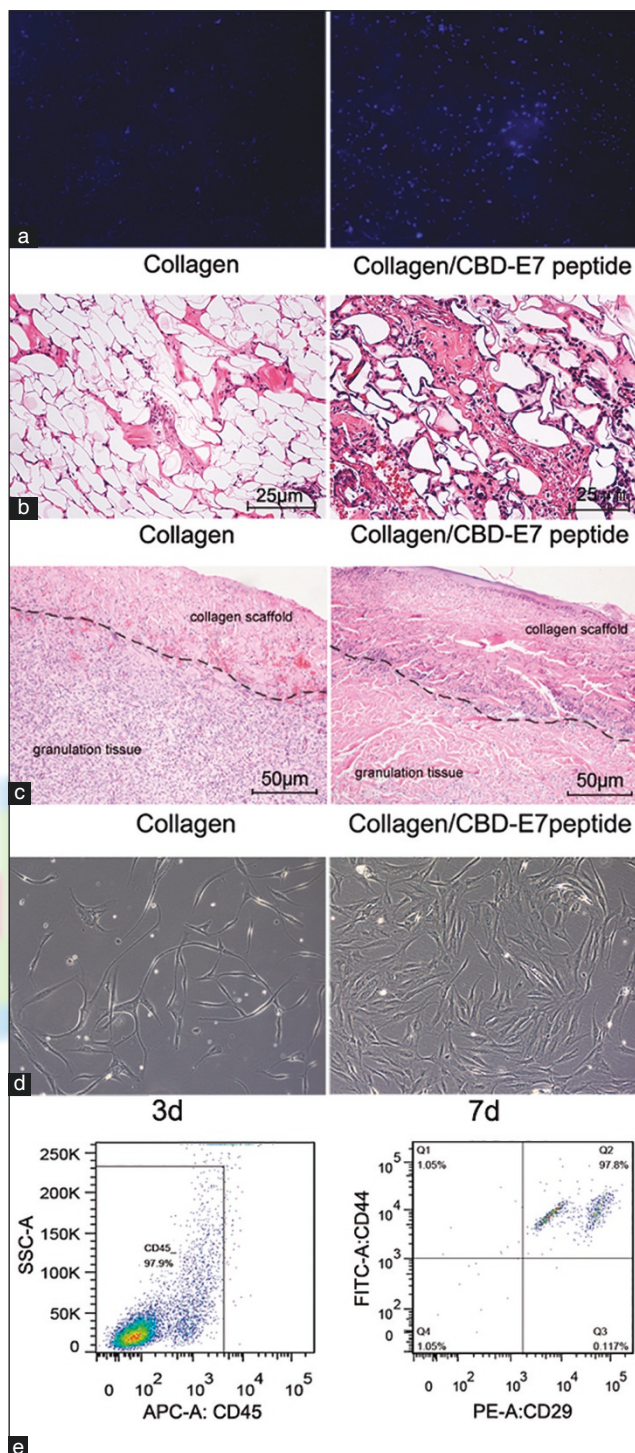 a
Collagen Collagen/CBD-E7 peptide
25μm 25μm
b
Collagen Collagen/CBD-E7 peptide
collagen scaffold collagen scaffold
granulation tissue granulation tissue
50μm 50μm
c
Collagen Collagen/CBD-E7peptide
d
3d 7d
250K
200K
150K
100K
50K
0
SSC-A
CD45_
97.9%
0 10² 10³ 10⁴ 10⁵
APC-A: CD45
Q1
1.05%
Q2
97.8%
10⁵
10⁴
10³
10²
0
FITC-A:CD44
Q4
1.05%
Q3
0.117%
0 10² 10³ 10⁴ 10⁵
PE-A:CD29
e